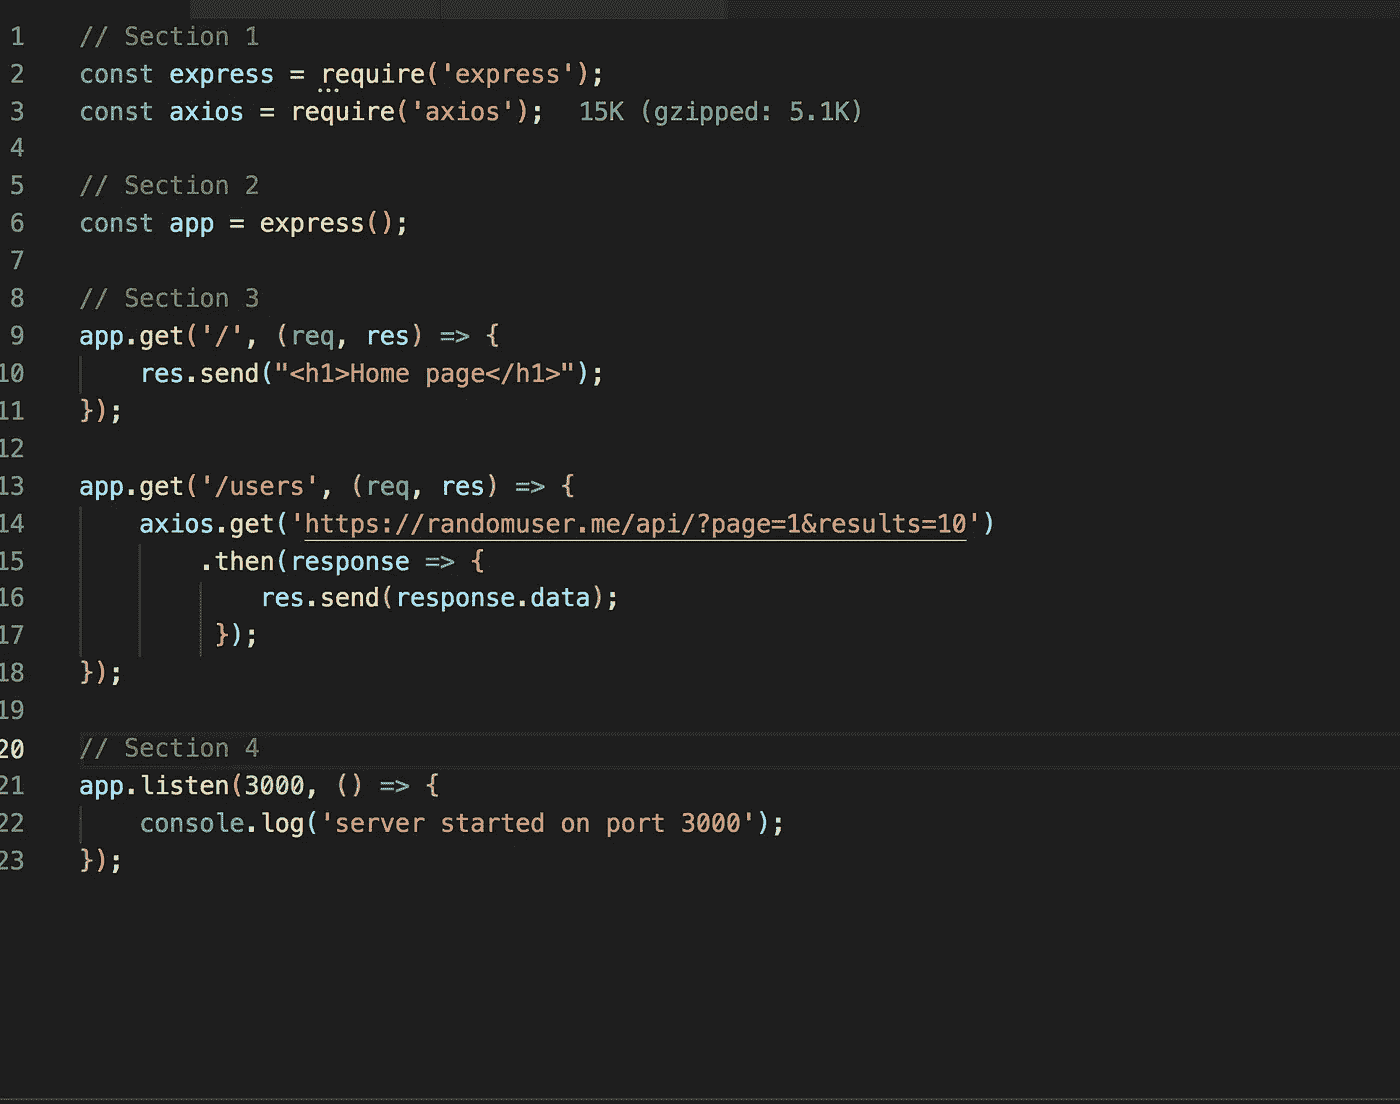 1 // Section 1
2 const express = require('express');
3 const axios = require('axios'); 15K (gzipped: 5.1K)
4
5 // Section 2
6 const app = express();
7
8 // Section 3
9 app.get('/', (req, res) => {
10     res.send("<h1>Home page</h1>");
11 });
12
13 app.get('/users', (req, res) => {
14     axios.get('https://randomuser.me/api/?page=1&results=10')
15         .then(response => {
16             res.send(response.data);
17          });
18 });
19
20 // Section 4
21 app.listen(3000, () => {
22     console.log('server started on port 3000');
23 });